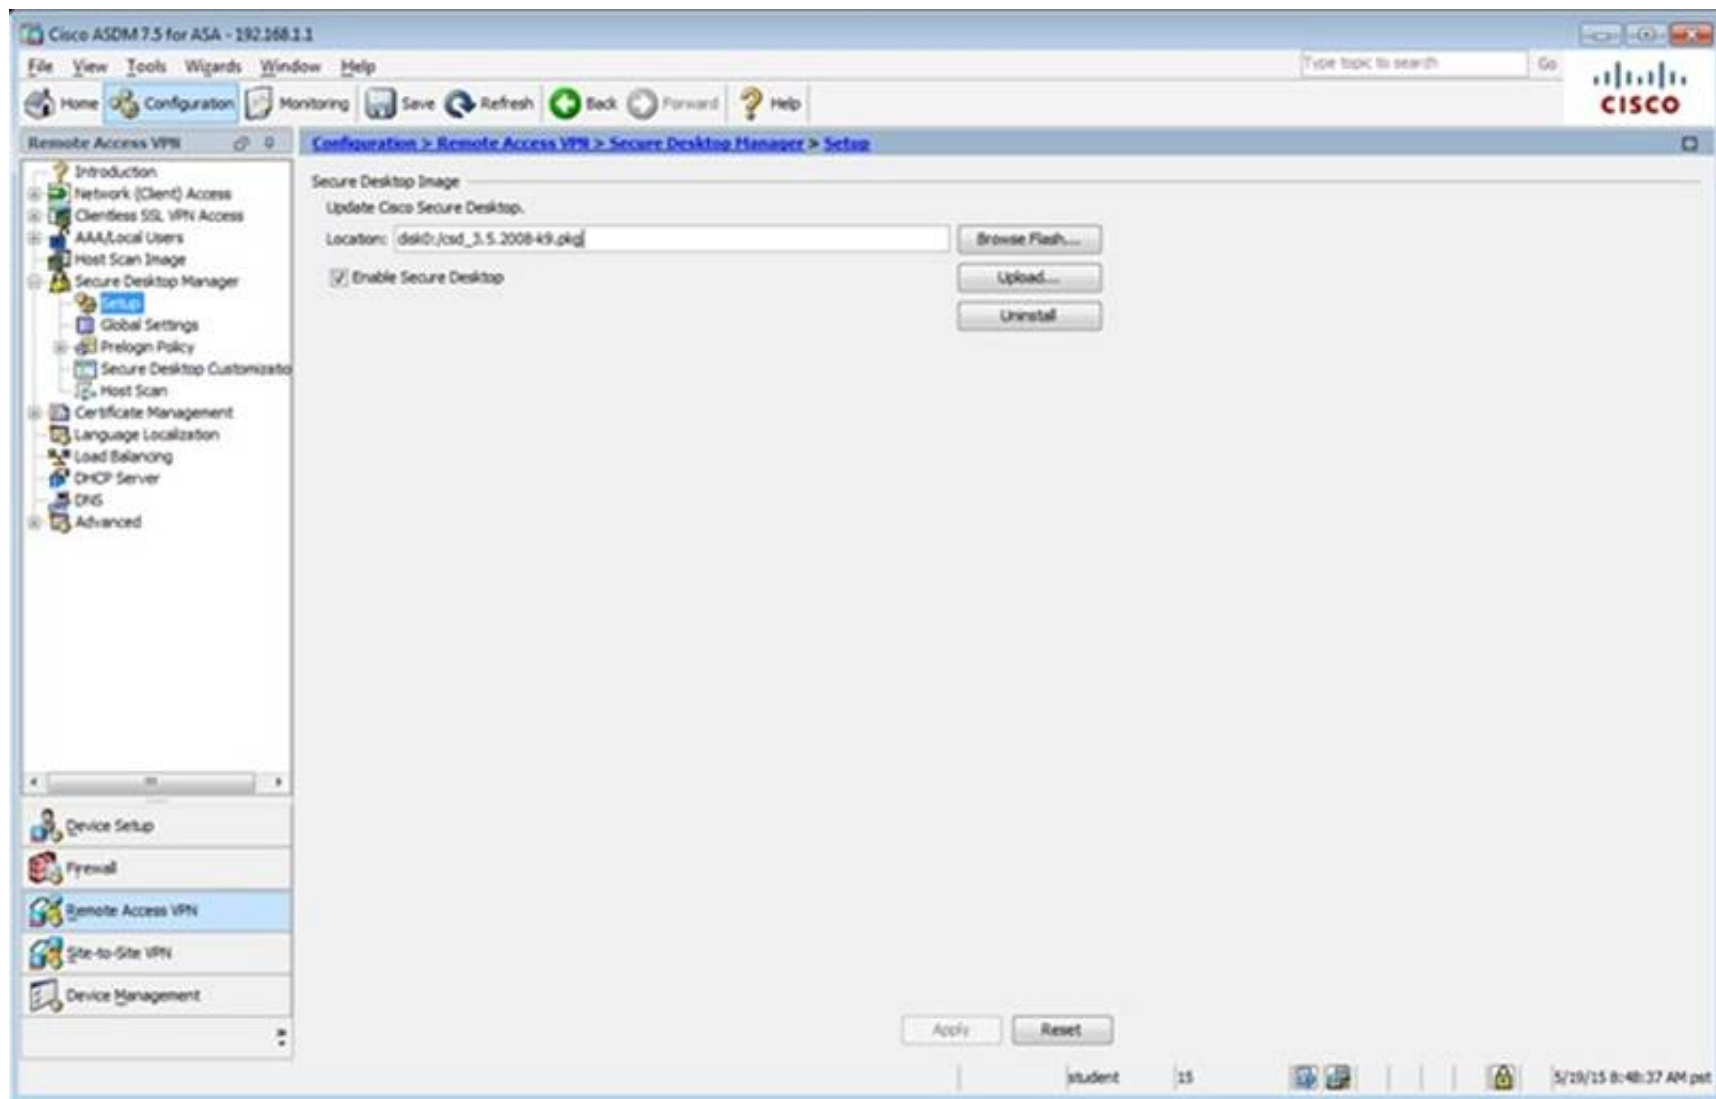 Cisco ASDM 7.5 for ASA - 192.168.1.1
File View Tools Wizards Window Help
Type topic to search Go
Home Configuration Monitoring Save Refresh Back Forward Help
CISCO
Remote Access VPN
Configuration > Remote Access VPN > Secure Desktop Manager > Setup
Introduction
Network (Client) Access
Clientless SSL VPN Access
AAA/Local Users
Host Scan Image
Secure Desktop Manager
Setup
Global Settings
Prelogin Policy
Secure Desktop Customizatio
Host Scan
Certificate Management
Language Localization
Load Balancing
DHCP Server
DNS
Advanced
Secure Desktop Image
Update Cisco Secure Desktop.
Location: disk0:/csd_3.5.2008-k9.pkg
Browse Flash...
Enable Secure Desktop
Upload...
Uninstall
Device Setup
Firewall
Remote Access VPN
Site-to-Site VPN
Device Management
Apply Reset
student 15 5/19/15 8:48:37 AM pst